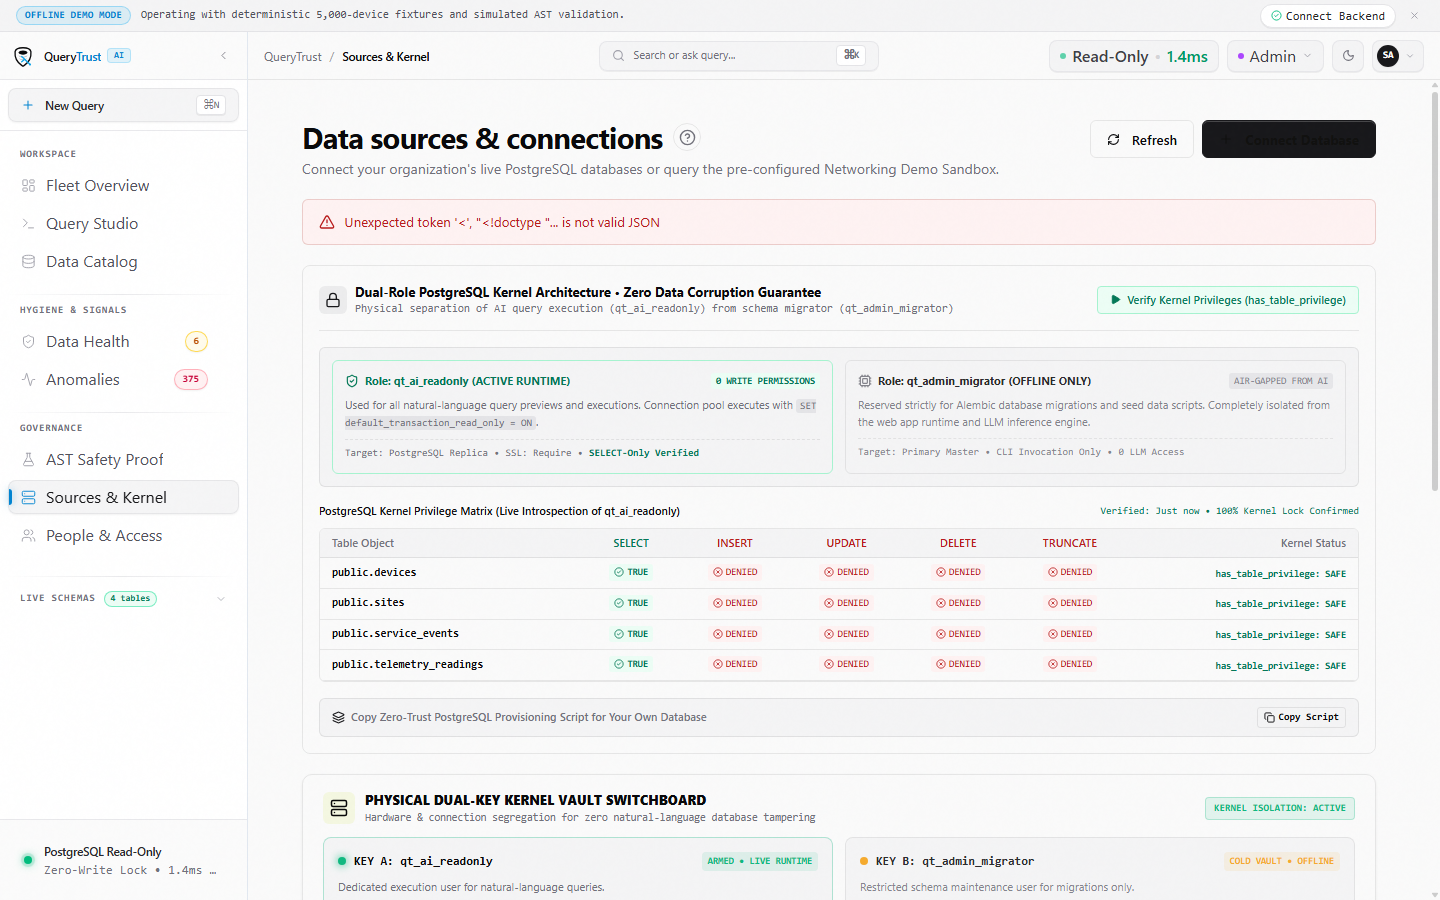 OFFLINE DEMO MODE Operating with deterministic 5,000-device fixtures and simulated AST validation. Connect Backend
QueryTrust AI
QueryTrust / Sources & Kernel
Search or ask query... ⌘K
Read-Only • 1.4ms
Admin
SA
New Query ⌘N
WORKSPACE
Fleet Overview
Query Studio
Data Catalog
HYGIENE & SIGNALS
Data Health 6
Anomalies 375
GOVERNANCE
AST Safety Proof
Sources & Kernel
People & Access
LIVE SCHEMAS 4 tables
PostgreSQL Read-Only
Zero-Write Lock • 1.4ms …
Data sources & connections
Refresh
+ Connect Database
Connect your organization's live PostgreSQL databases or query the pre-configured Networking Demo Sandbox.
Unexpected token '<', "<!doctype "... is not valid JSON
Dual-Role PostgreSQL Kernel Architecture • Zero Data Corruption Guarantee
Physical separation of AI query execution (qt_ai_readonly) from schema migrator (qt_admin_migrator)
Verify Kernel Privileges (has_table_privilege)
Role: qt_ai_readonly (ACTIVE RUNTIME) 0 WRITE PERMISSIONS
Used for all natural-language query previews and executions. Connection pool executes with SET
default_transaction_read_only = ON.
Target: PostgreSQL Replica • SSL: Require • SELECT-Only Verified
Role: qt_admin_migrator (OFFLINE ONLY) AIR-GAPPED FROM AI
Reserved strictly for Alembic database migrations and seed data scripts. Completely isolated from
the web app runtime and LLM inference engine.
Target: Primary Master • CLI Invocation Only • 0 LLM Access
PostgreSQL Kernel Privilege Matrix (Live Introspection of qt_ai_readonly) Verified: Just now • 100% Kernel Lock Confirmed
Table Object SELECT INSERT UPDATE DELETE TRUNCATE Kernel Status
public.devices TRUE DENIED DENIED DENIED DENIED has_table_privilege: SAFE
public.sites TRUE DENIED DENIED DENIED DENIED has_table_privilege: SAFE
public.service_events TRUE DENIED DENIED DENIED DENIED has_table_privilege: SAFE
public.telemetry_readings TRUE DENIED DENIED DENIED DENIED has_table_privilege: SAFE
Copy Zero-Trust PostgreSQL Provisioning Script for Your Own Database Copy Script
PHYSICAL DUAL-KEY KERNEL VAULT SWITCHBOARD
Hardware & connection segregation for zero natural-language database tampering
KERNEL ISOLATION: ACTIVE
KEY A: qt_ai_readonly ARMED • LIVE RUNTIME
Dedicated execution user for natural-language queries.
KEY B: qt_admin_migrator COLD VAULT • OFFLINE
Restricted schema maintenance user for migrations only.